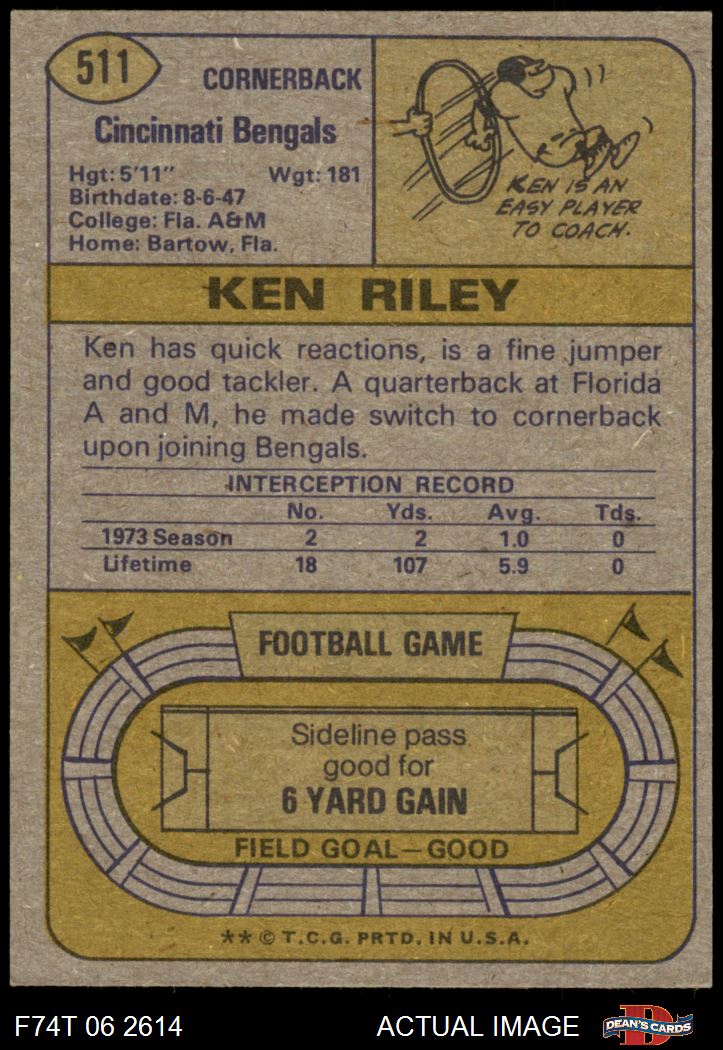 511
CORNERBACK
Cincinnati Bengals
Hgt: 5'11" Wgt: 181
Birthdate: 8-6-47
College: Fla. A&M
Home: Bartow, Fla.
KEN IS AN
EASY PLAYER
TO COACH.
KEN RILEY
Ken has quick reactions, is a fine jumper
and good tackler. A quarterback at Florida
A and M, he made switch to cornerback
upon joining Bengals.
INTERCEPTION RECORD
No. Yds. Avg. Tds.
1973 Season 2 2 1.0 0
Lifetime 18 107 5.9 0
FOOTBALL GAME
Sideline pass
good for
6 YARD GAIN
FIELD GOAL—GOOD
** © T.C.G. PRTD. IN U.S.A.
F74T 06 2614 ACTUAL IMAGE D DEAN'S CARDS